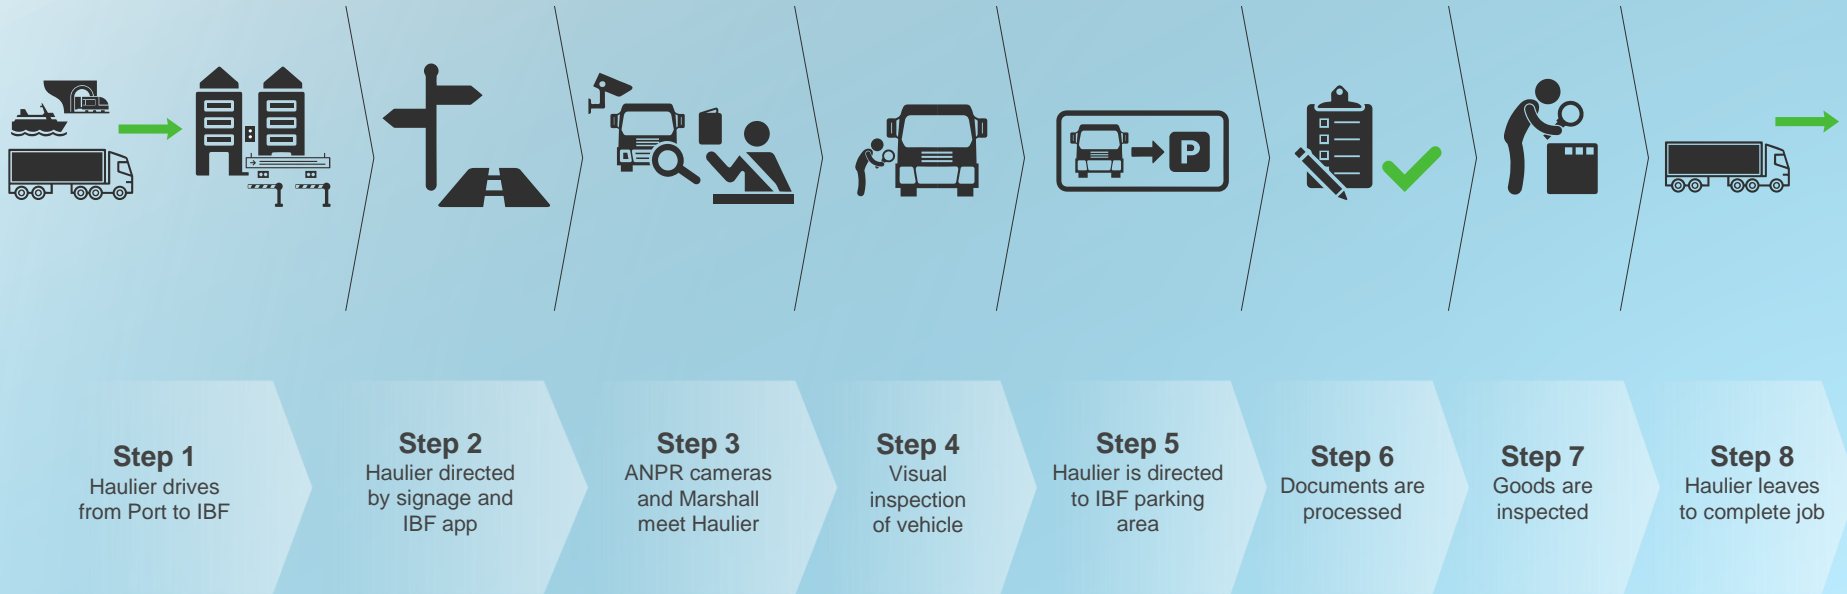 P
Step 1
Haulier drives
from Port to IBF
Step 2
Haulier directed
by signage and
IBF app
Step 3
ANPR cameras
and Marshall
meet Haulier
Step 4
Visual
inspection
of vehicle
Step 5
Haulier is directed
to IBF parking
area
Step 6
Documents are
processed
Step 7
Goods are
inspected
Step 8
Haulier leaves
to complete job